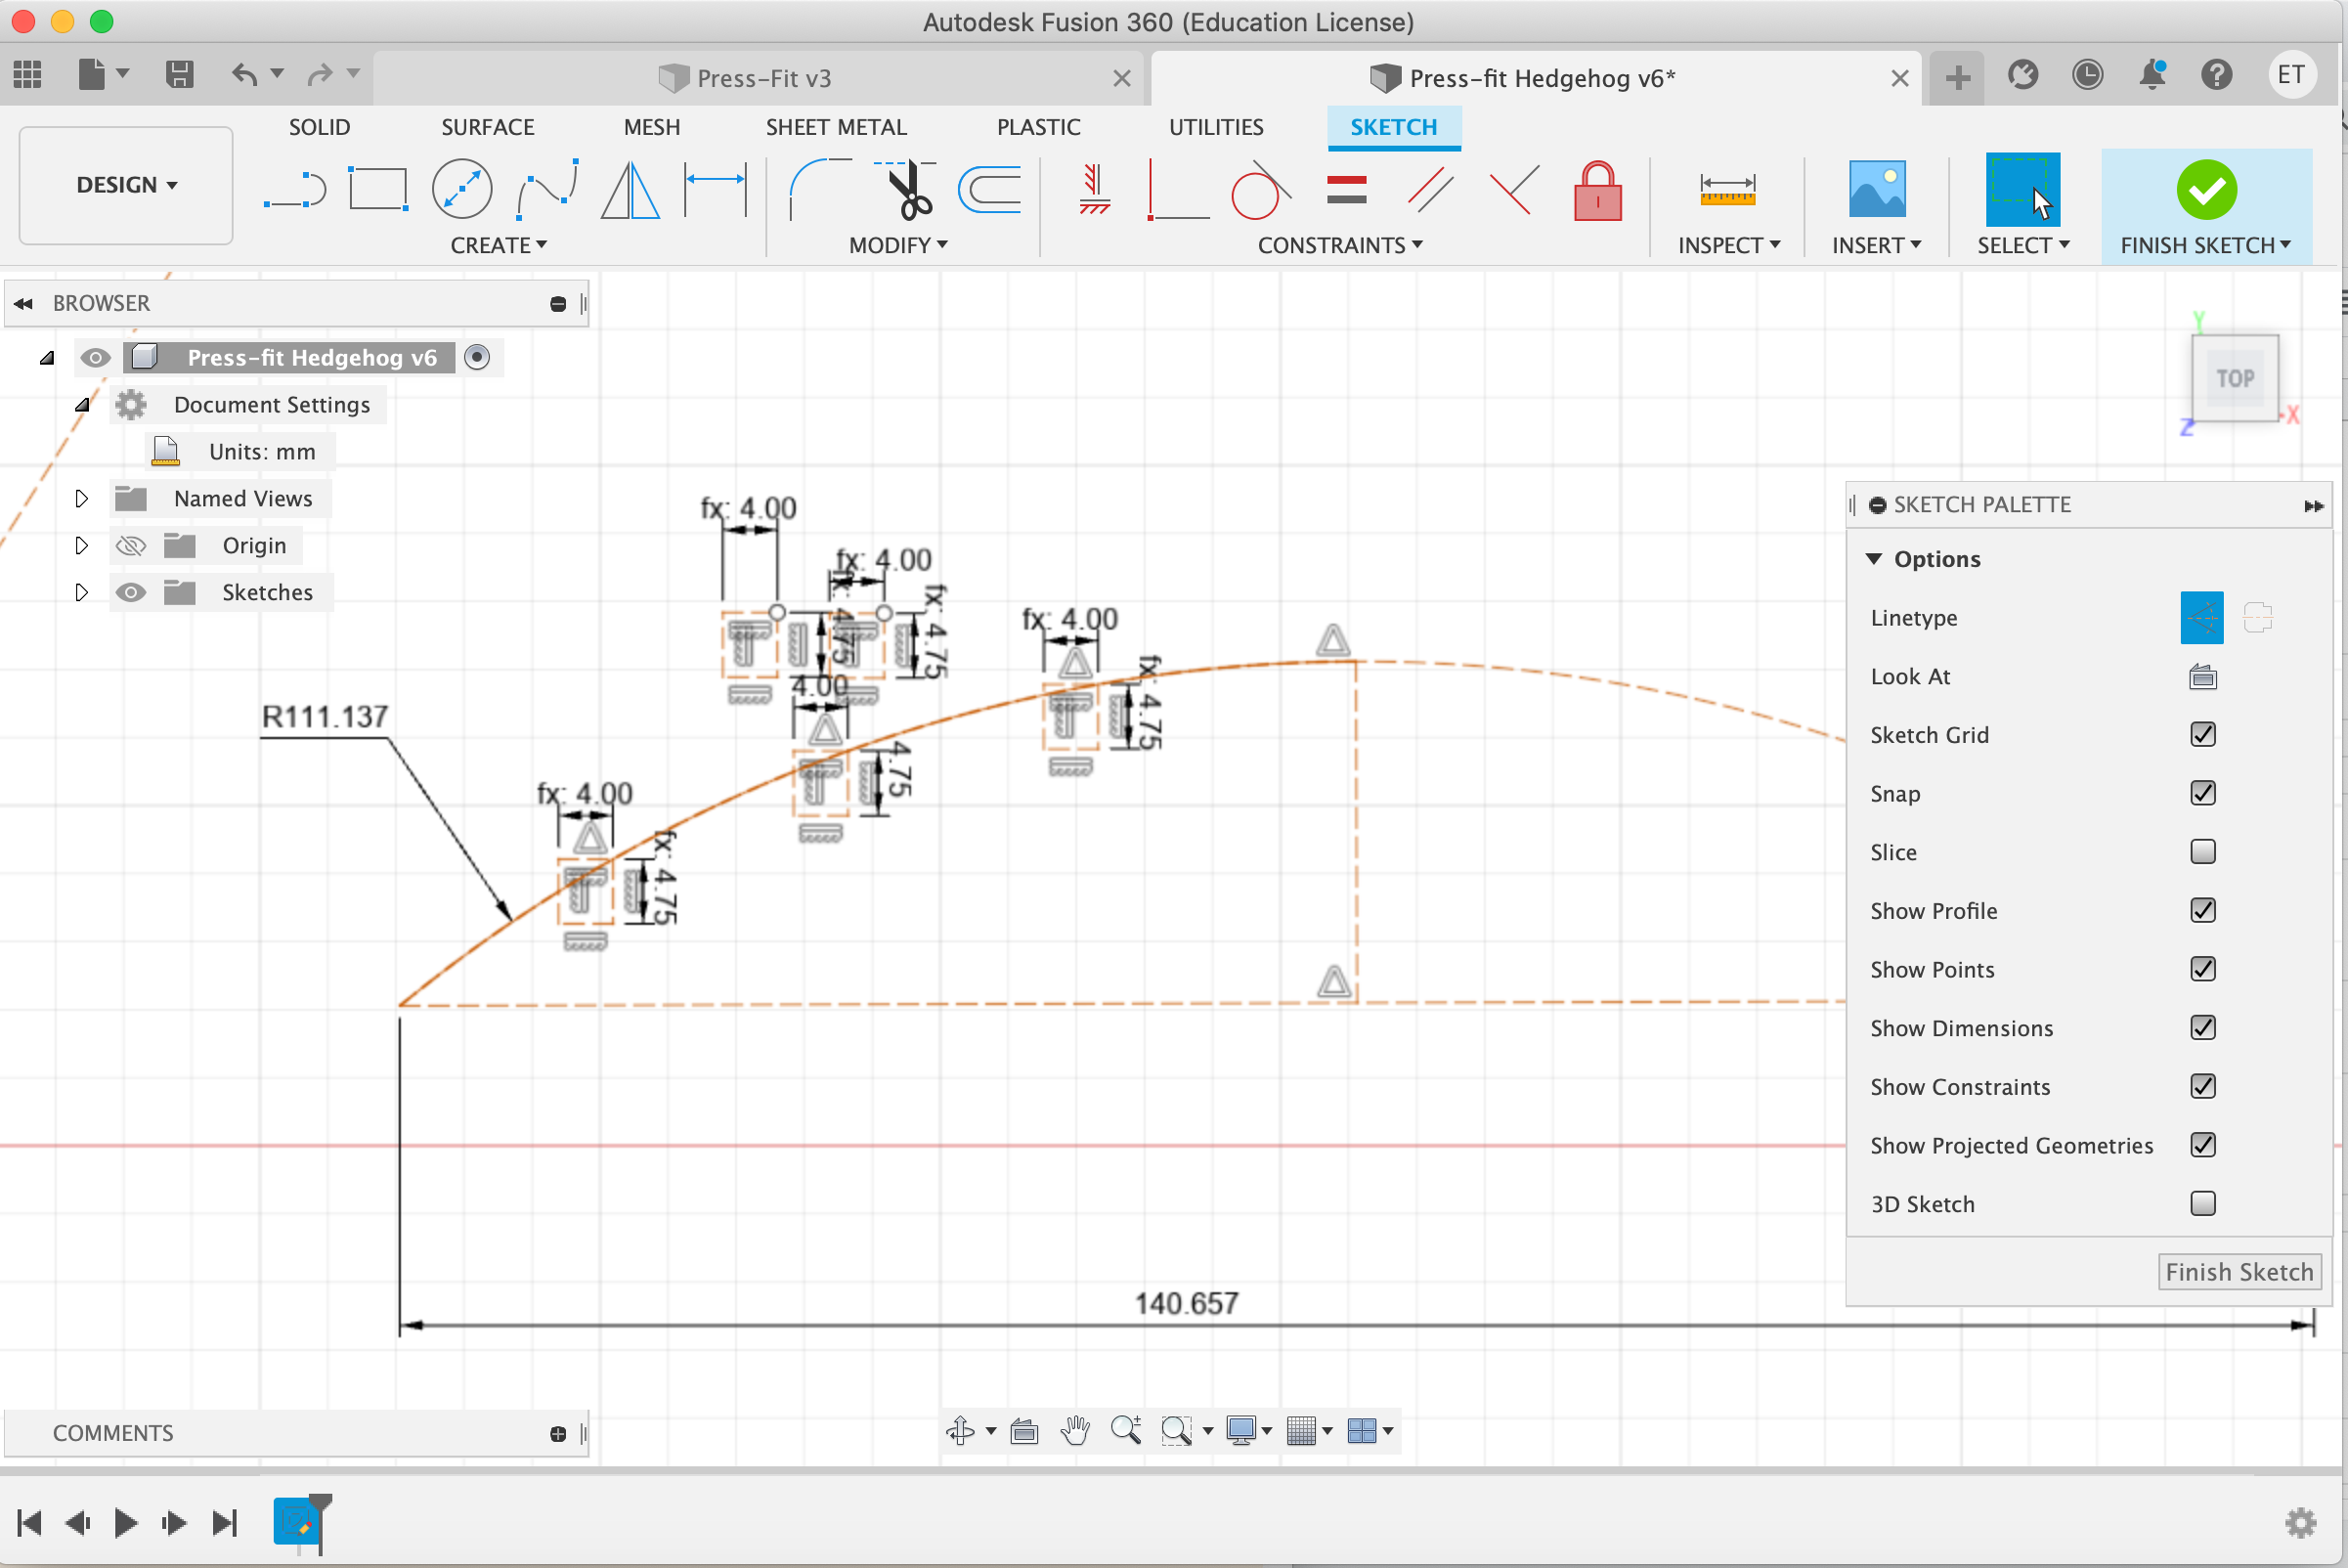 Autodesk Fusion 360 (Education License)
Press-Fit v3
Press-fit Hedgehog v6*
ET
DESIGN
SOLID
SURFACE
MESH
SHEET METAL
PLASTIC
UTILITIES
SKETCH
CREATE
MODIFY
CONSTRAINTS
INSPECT
INSERT
SELECT
FINISH SKETCH
BROWSER
Press-fit Hedgehog v6
Document Settings
Units: mm
Named Views
Origin
Sketches
Y
TOP
Z
X
fx: 4.00
fx: 4.00
fx: 4.75
fx: 4.75
fx: 4.00
fx: 4.75
4.00
4.75
R111.137
fx: 4.00
fx: 4.75
140.657
SKETCH PALETTE
Options
Linetype
Look At
Sketch Grid
Snap
Slice
Show Profile
Show Points
Show Dimensions
Show Constraints
Show Projected Geometries
3D Sketch
Finish Sketch
COMMENTS